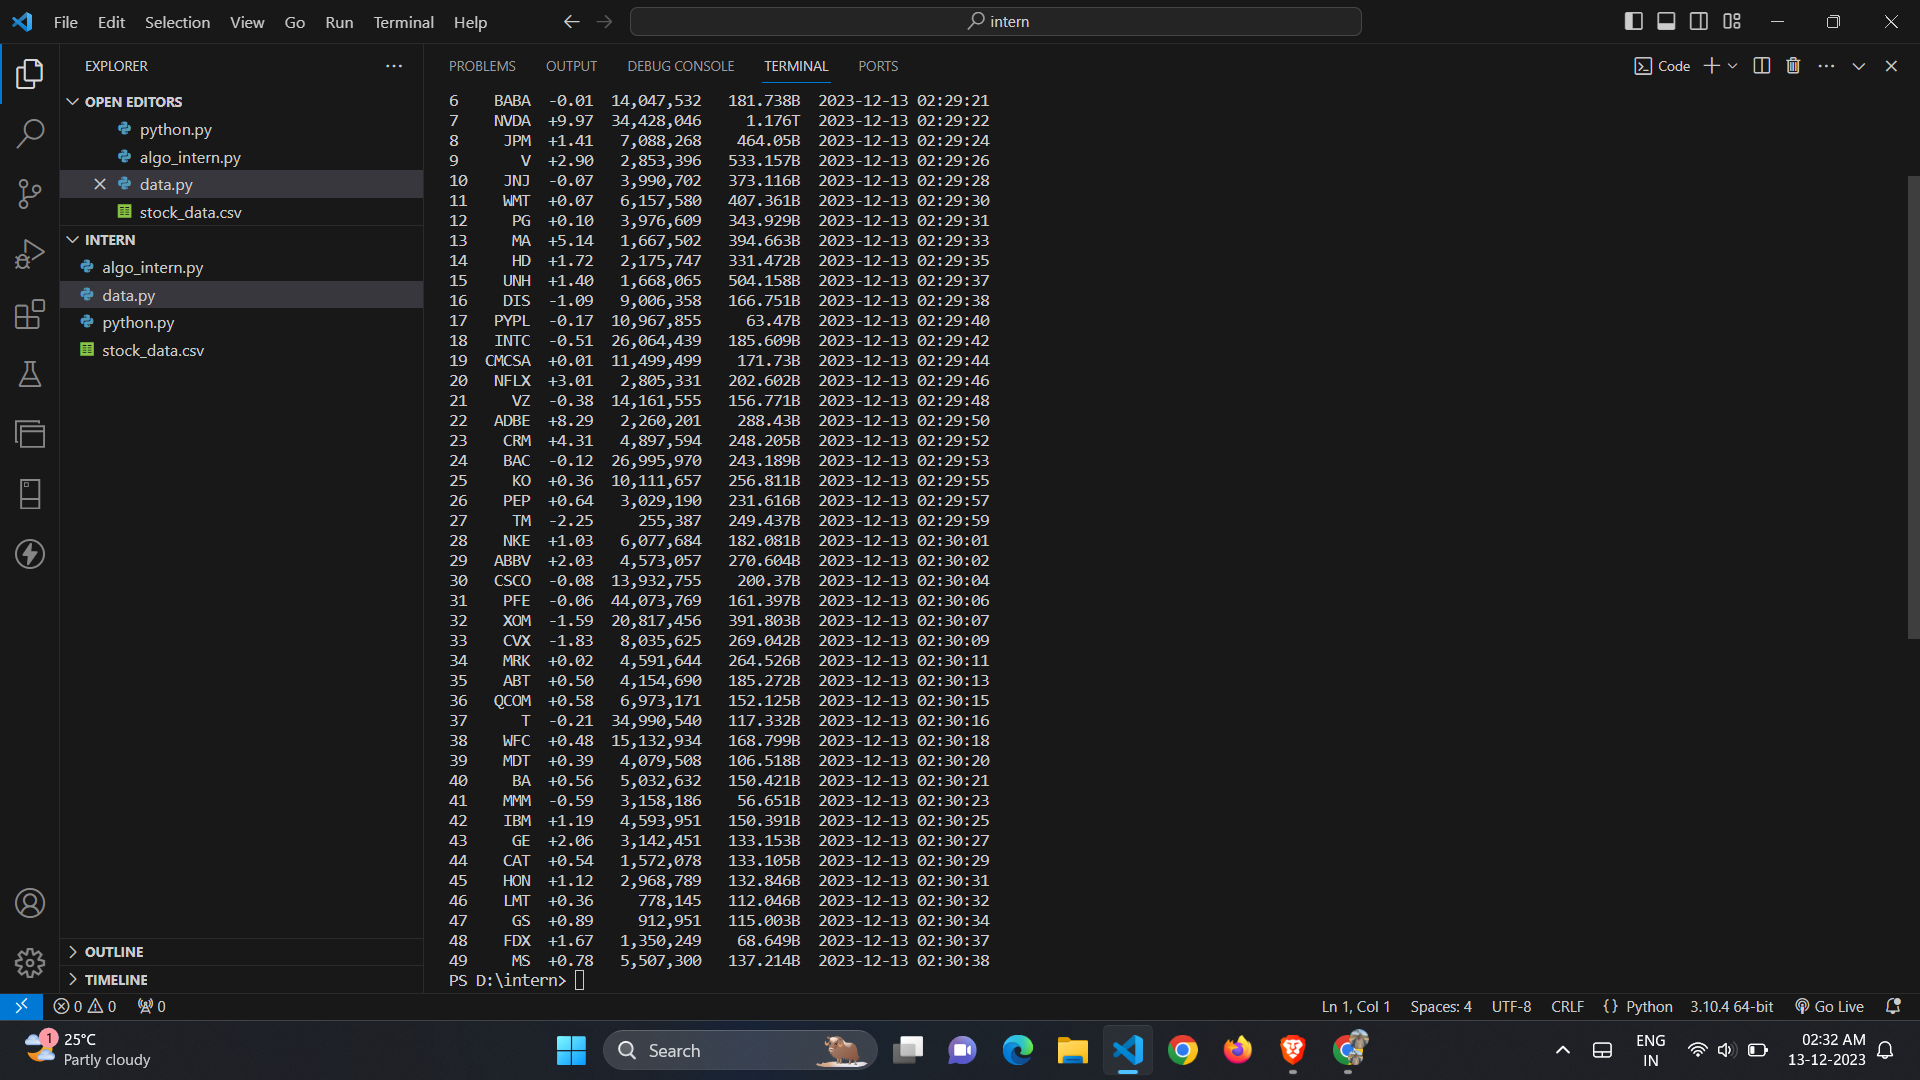 File Edit Selection View Go Run Terminal Help
intern
EXPLORER
OPEN EDITORS
python.py
algo_intern.py
data.py
stock_data.csv
INTERN
algo_intern.py
data.py
python.py
stock_data.csv
OUTLINE
TIMELINE
PROBLEMS OUTPUT DEBUG CONSOLE TERMINAL PORTS
Code
6 BABA -0.01 14,047,532 181.738B 2023-12-13 02:29:21
7 NVDA +9.97 34,428,046 1.176T 2023-12-13 02:29:22
8 JPM +1.41 7,088,268 464.05B 2023-12-13 02:29:24
9 V +2.90 2,853,396 533.157B 2023-12-13 02:29:26
10 JNJ -0.07 3,990,702 373.116B 2023-12-13 02:29:28
11 WMT +0.07 6,157,580 407.361B 2023-12-13 02:29:30
12 PG +0.10 3,976,609 343.929B 2023-12-13 02:29:31
13 MA +5.14 1,667,502 394.663B 2023-12-13 02:29:33
14 HD +1.72 2,175,747 331.472B 2023-12-13 02:29:35
15 UNH +1.40 1,668,065 504.158B 2023-12-13 02:29:37
16 DIS -1.09 9,006,358 166.751B 2023-12-13 02:29:38
17 PYPL -0.17 10,967,855 63.47B 2023-12-13 02:29:40
18 INTC -0.51 26,064,439 185.609B 2023-12-13 02:29:42
19 CMCSA +0.01 11,499,499 171.73B 2023-12-13 02:29:44
20 NFLX +3.01 2,805,331 202.602B 2023-12-13 02:29:46
21 VZ -0.38 14,161,555 156.771B 2023-12-13 02:29:48
22 ADBE +8.29 2,260,201 288.43B 2023-12-13 02:29:50
23 CRM +4.31 4,897,594 248.205B 2023-12-13 02:29:52
24 BAC -0.12 26,995,970 243.189B 2023-12-13 02:29:53
25 KO +0.36 10,111,657 256.811B 2023-12-13 02:29:55
26 PEP +0.64 3,029,190 231.616B 2023-12-13 02:29:57
27 TM -2.25 255,387 249.437B 2023-12-13 02:29:59
28 NKE +1.03 6,077,684 182.081B 2023-12-13 02:30:01
29 ABBV +2.03 4,573,057 270.604B 2023-12-13 02:30:02
30 CSCO -0.08 13,932,755 200.37B 2023-12-13 02:30:04
31 PFE -0.06 44,073,769 161.397B 2023-12-13 02:30:06
32 XOM -1.59 20,817,456 391.803B 2023-12-13 02:30:07
33 CVX -1.83 8,035,625 269.042B 2023-12-13 02:30:09
34 MRK +0.02 4,591,644 264.526B 2023-12-13 02:30:11
35 ABT +0.50 4,154,690 185.272B 2023-12-13 02:30:13
36 QCOM +0.58 6,973,171 152.125B 2023-12-13 02:30:15
37 T -0.21 34,990,540 117.332B 2023-12-13 02:30:16
38 WFC +0.48 15,132,934 168.799B 2023-12-13 02:30:18
39 MDT +0.39 4,079,508 106.518B 2023-12-13 02:30:20
40 BA +0.56 5,032,632 150.421B 2023-12-13 02:30:21
41 MMM -0.59 3,158,186 56.651B 2023-12-13 02:30:23
42 IBM +1.19 4,593,951 150.391B 2023-12-13 02:30:25
43 GE +2.06 3,142,451 133.153B 2023-12-13 02:30:27
44 CAT +0.54 1,572,078 133.105B 2023-12-13 02:30:29
45 HON +1.12 2,968,789 132.846B 2023-12-13 02:30:31
46 LMT +0.36 778,145 112.046B 2023-12-13 02:30:32
47 GS +0.89 912,951 115.003B 2023-12-13 02:30:34
48 FDX +1.67 1,350,249 68.649B 2023-12-13 02:30:37
49 MS +0.78 5,507,300 137.214B 2023-12-13 02:30:38
PS D:\intern>
0 0 0 Ln 1, Col 1 Spaces: 4 UTF-8 CRLF {} Python 3.10.4 64-bit Go Live
1
25°C
Partly cloudy
Search
ENG
IN
02:32 AM
13-12-2023